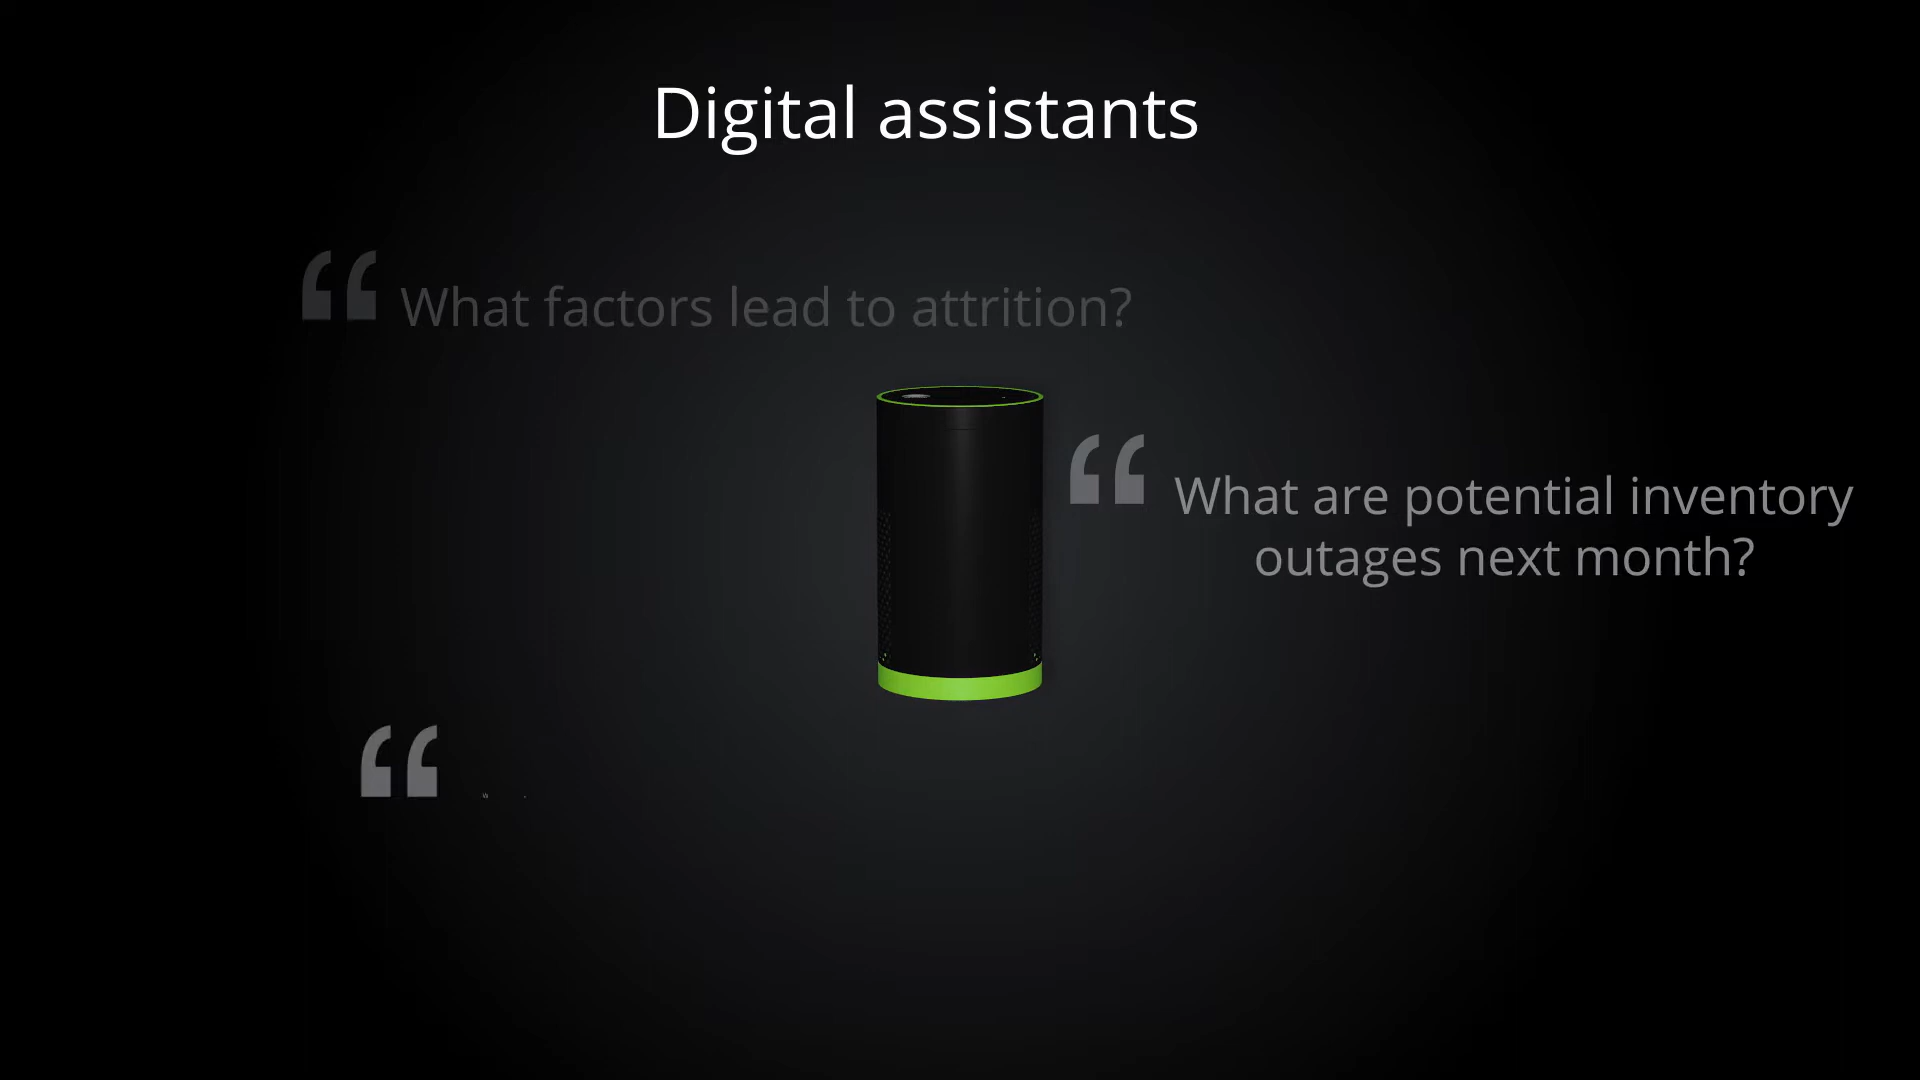 Digital assistants
“ What factors lead to attrition?
“ What are potential inventory
outages next month?
“